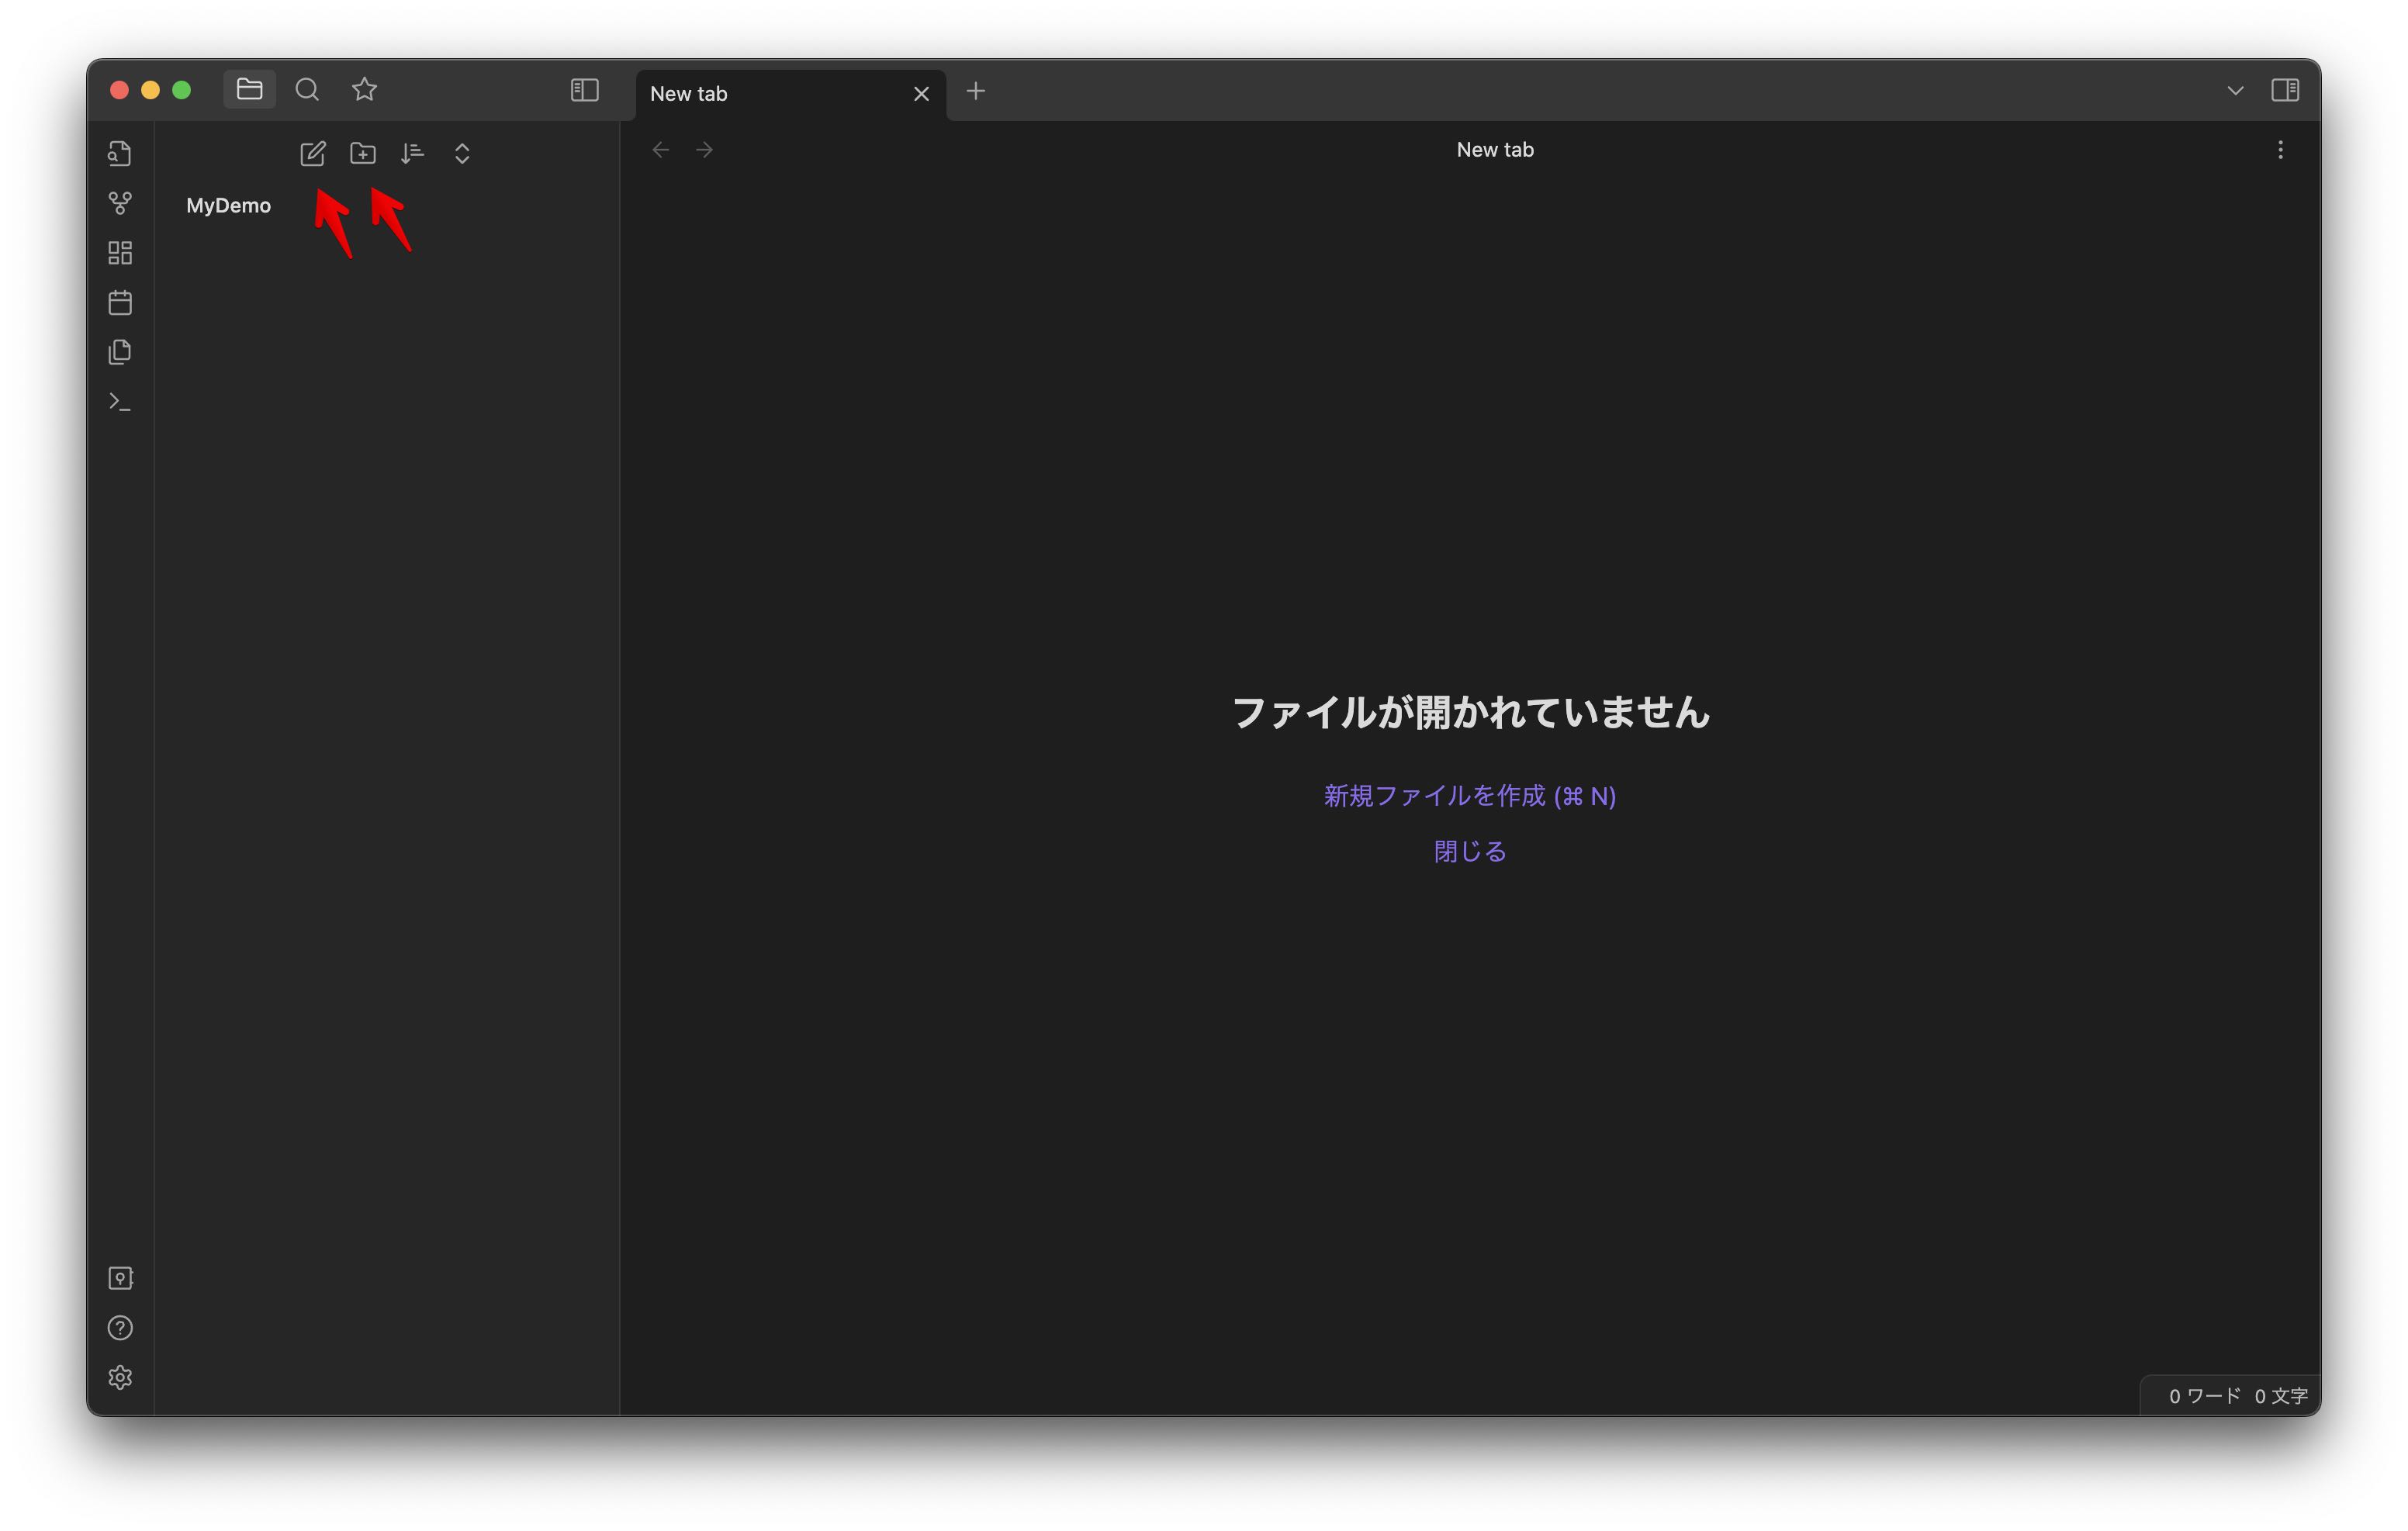 New tab
New tab
MyDemo
ファイルが開かれていません
新規ファイルを作成 (⌘ N)
閉じる
0 ワード 0 文字